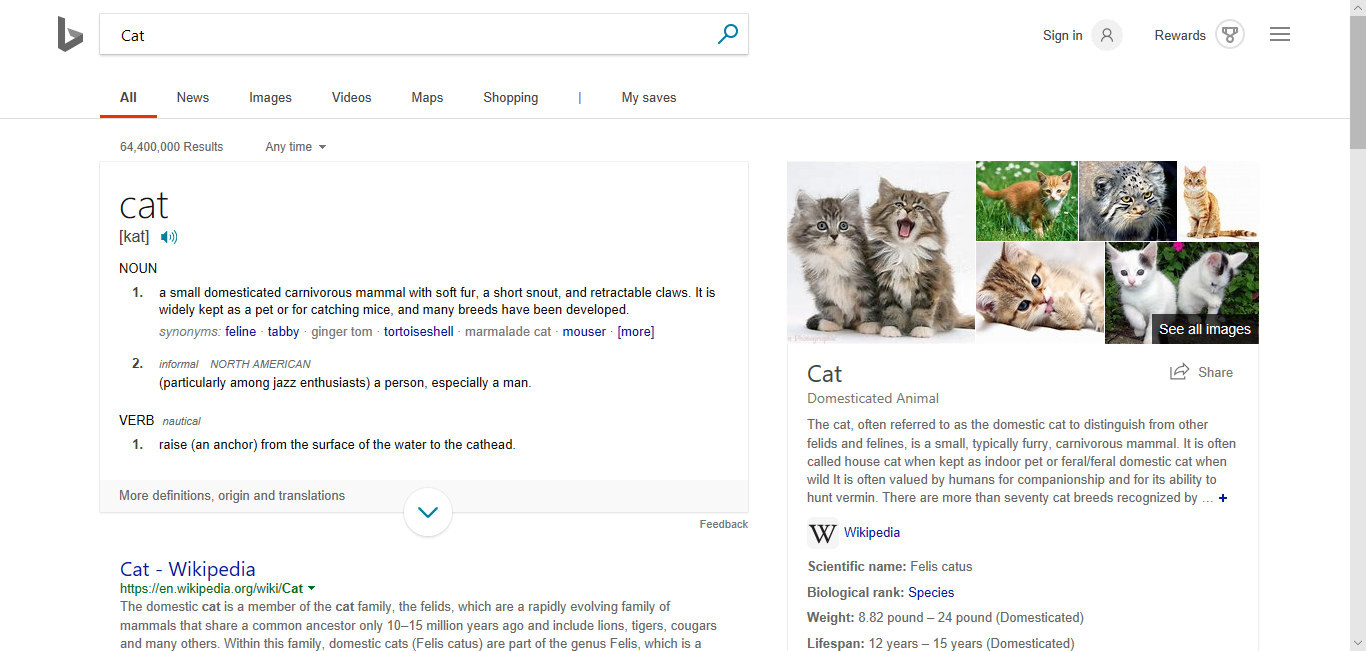 Cat
Sign in
Rewards
All
News
Images
Videos
Maps
Shopping
|
My saves
64,400,000 Results
Any time
cat
[kat]
NOUN
1. a small domesticated carnivorous mammal with soft fur, a short snout, and retractable claws. It is
widely kept as a pet or for catching mice, and many breeds have been developed.
synonyms: feline · tabby · ginger tom · tortoiseshell · marmalade cat · mouser · [more]
2. informal NORTH AMERICAN
(particularly among jazz enthusiasts) a person, especially a man.
VERB nautical
1. raise (an anchor) from the surface of the water to the cathead.
More definitions, origin and translations
Feedback
Cat - Wikipedia
https://en.wikipedia.org/wiki/Cat
The domestic cat is a member of the cat family, the felids, which are a rapidly evolving family of
mammals that share a common ancestor only 10–15 million years ago and include lions, tigers, cougars
and many others. Within this family, domestic cats (Felis catus) are part of the genus Felis, which is a
See all images
Cat
Share
Domesticated Animal
The cat, often referred to as the domestic cat to distinguish from other
felids and felines, is a small, typically furry, carnivorous mammal. It is often
called house cat when kept as indoor pet or feral/feral domestic cat when
wild It is often valued by humans for companionship and for its ability to
hunt vermin. There are more than seventy cat breeds recognized by ... +
W Wikipedia
Scientific name: Felis catus
Biological rank: Species
Weight: 8.82 pound – 24 pound (Domesticated)
Lifespan: 12 years – 15 years (Domesticated)